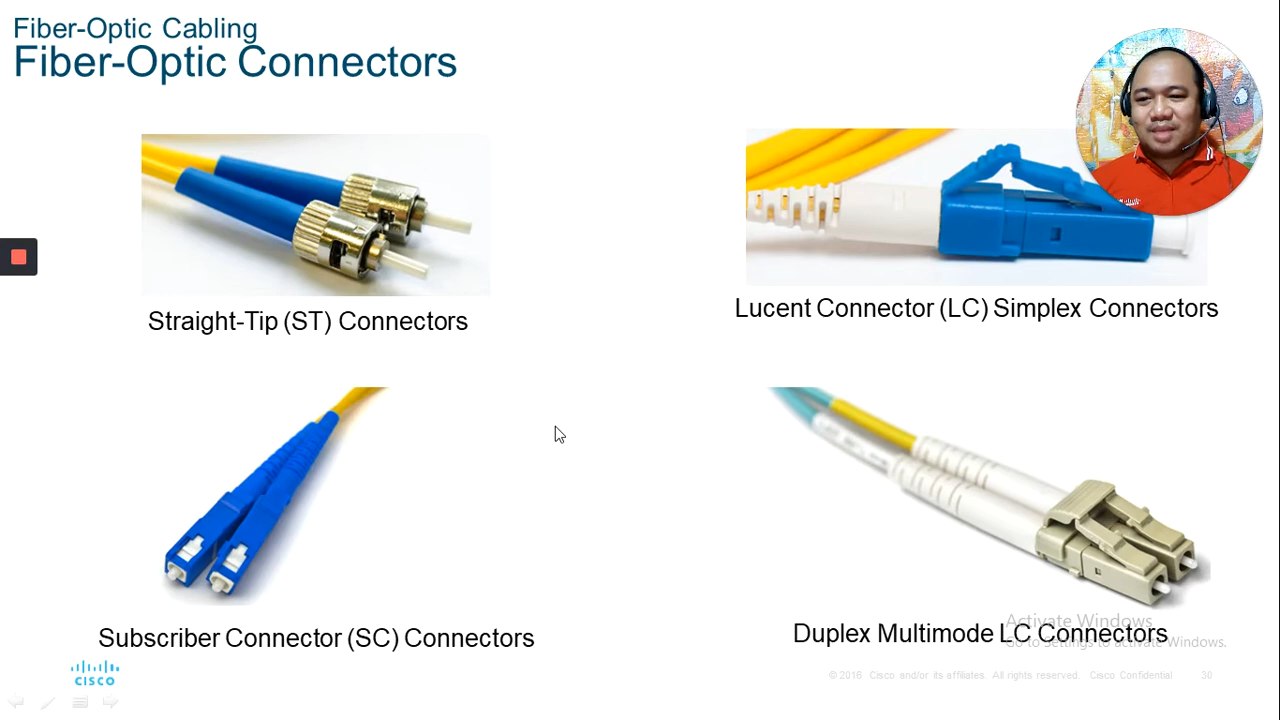 Fiber-Optic Cabling
Fiber-Optic Connectors
Straight-Tip (ST) Connectors
Lucent Connector (LC) Simplex Connectors
Subscriber Connector (SC) Connectors
Duplex Multimode LC Connectors
Activate Windows
Go to Settings to activate Windows.
CISCO
© 2016 Cisco and/or its affiliates. All rights reserved. Cisco Confidential
30